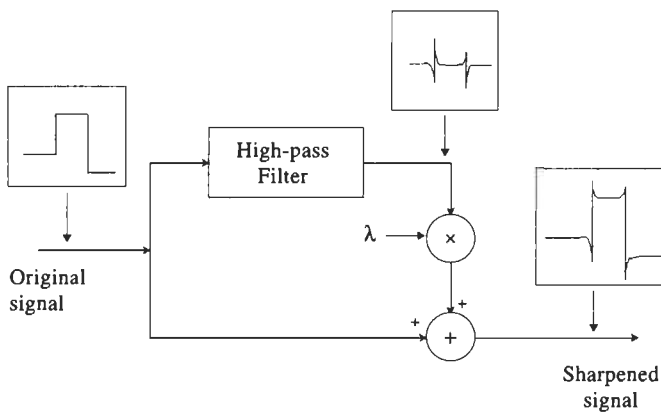 High-pass
Filter
λ
×
Original
signal
+
+
+
Sharpened
signal